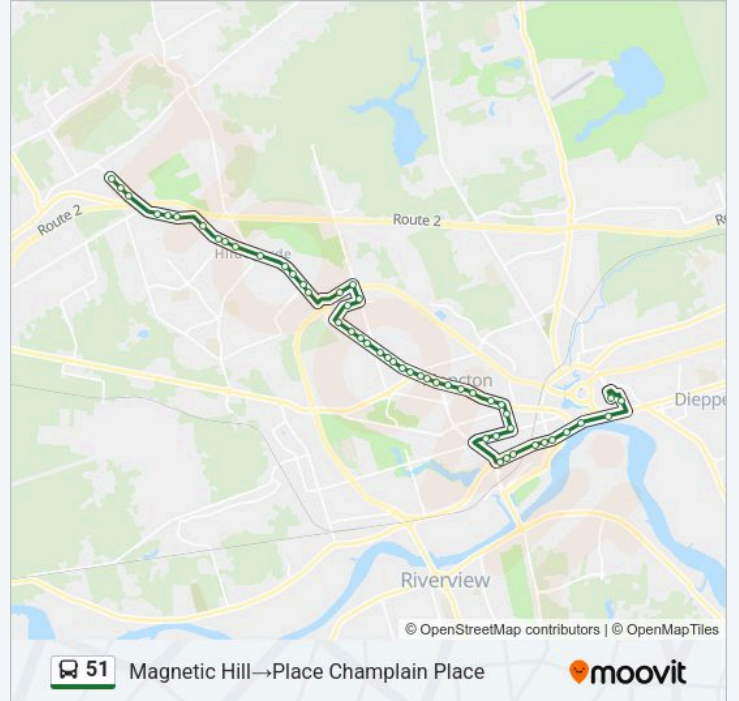 Route 2
Route 2
Dieppe
Riverview
© OpenStreetMap contributors | © OpenMapTiles
51 Magnetic Hill→Place Champlain Place
moovit